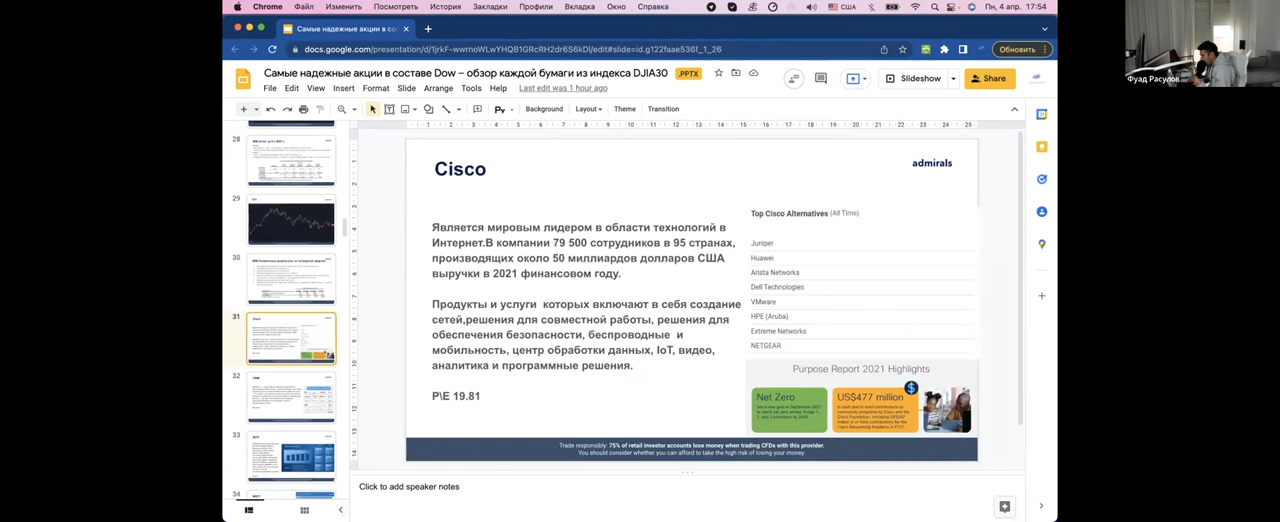 Chrome Файл Изменить Посмотреть История Закладки Профили Вкладка Окно Справка США Пн, 4 апр. 17:54
Самые надежные акции в со
docs.google.com/presentation/d/1jrkF-wwrnoWLwYHQB1GRcRH2dr6S6kDI/edit#slide=id.g122faae536f_1_26
Обновить
Фуад Расулов
Самые надежные акции в составе Dow – обзор каждой бумаги из индекса DJIA30 .PPTX
Slideshow
Share
File Edit View Insert Format Slide Arrange Tools Help Last edit was 1 hour ago
Background Layout Theme Transition
28
29
30
31
32
33
34
Cisco
admirals
Является мировым лидером в области технологий в
Интернет.В компании 79 500 сотрудников в 95 странах,
производящих около 50 миллиардов долларов США
выручки в 2021 финансовом году.
Продукты и услуги которых включают в себя создание
сетей,решения для совместной работы, решения для
обеспечения безопасности, беспроводные и
мобильность, центр обработки данных, IoT, видео,
аналитика и программные решения.
P\E 19.81
Top Cisco Alternatives (All Time)
Juniper
Huawei
Arista Networks
Dell Technologies
VMware
HPE (Aruba)
Extreme Networks
NETGEAR
Purpose Report 2021 Highlights
Net Zero
US$477 million
Trade responsibly: 75% of retail investor accounts lose money when trading CFDs with this provider.
You should consider whether you can afford to take the high risk of losing your money.
Click to add speaker notes